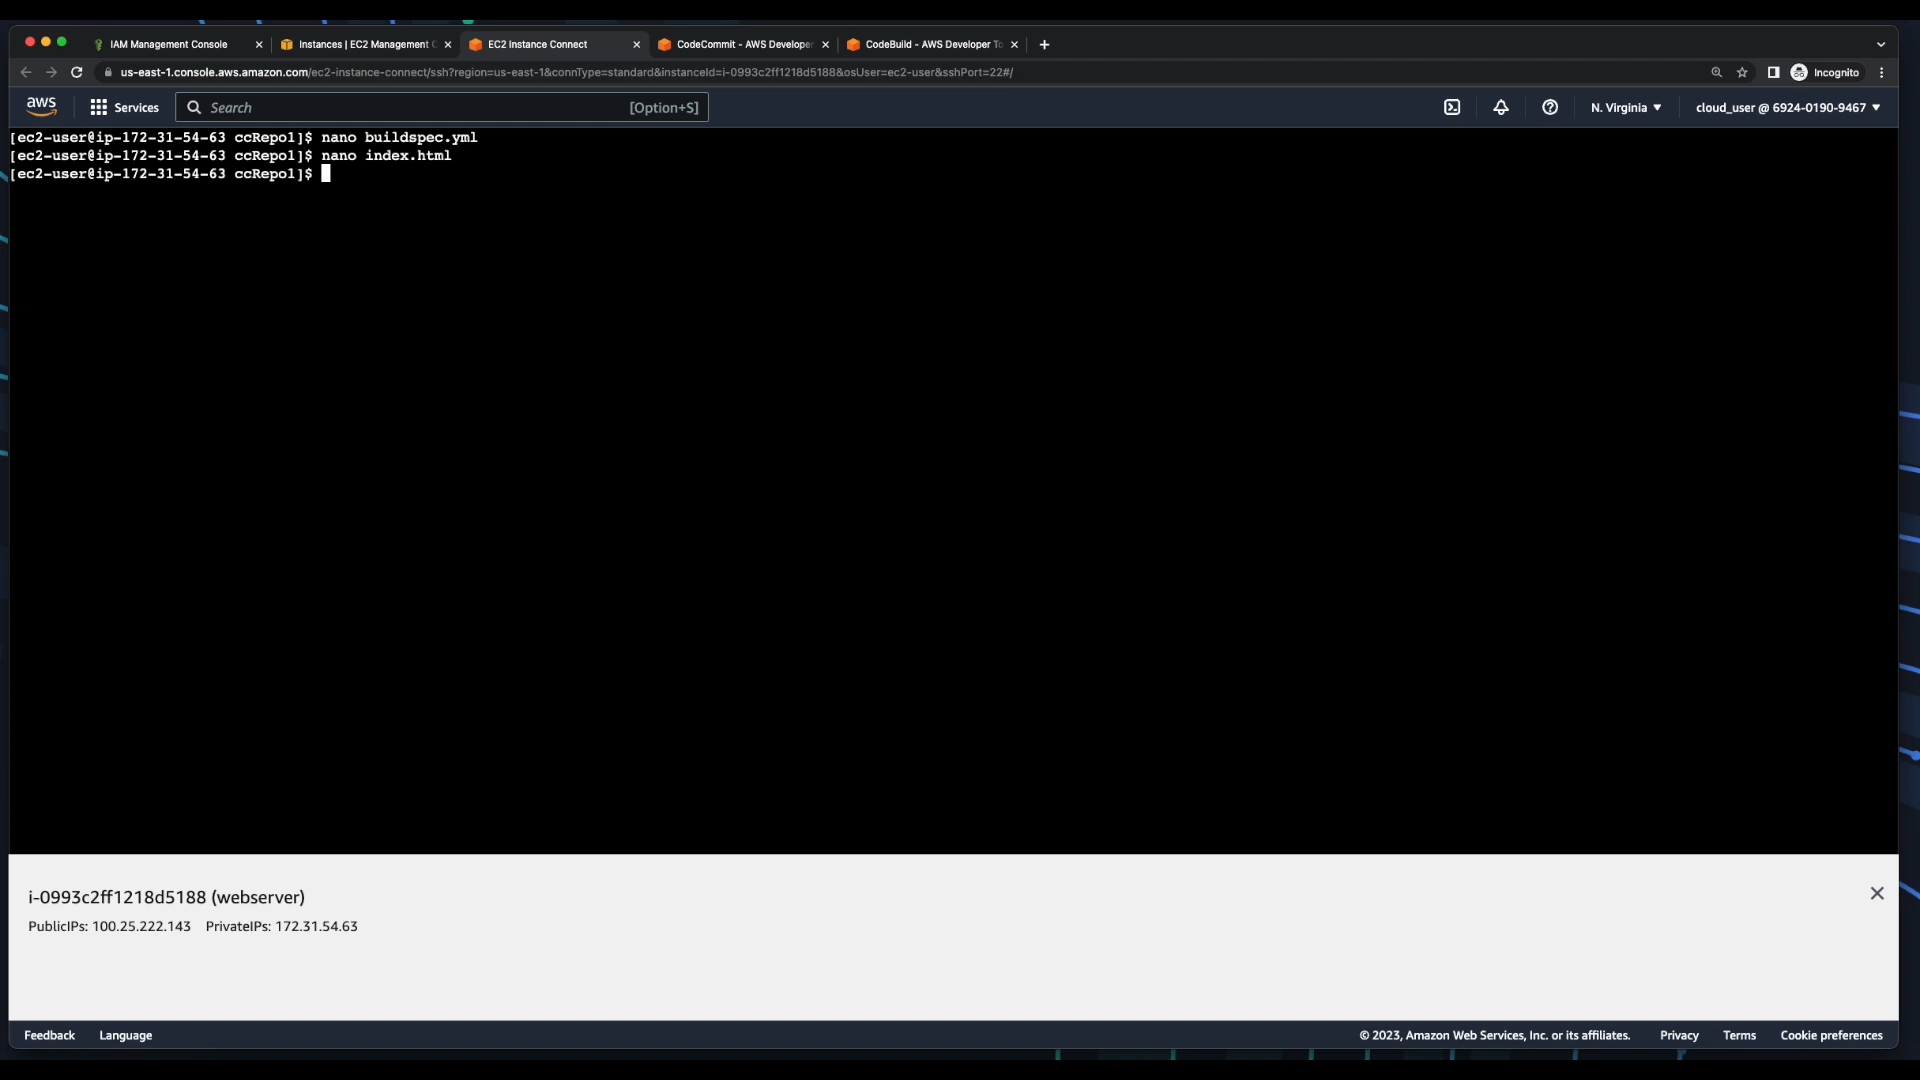 IAM Management Console
Instances | EC2 Management C
EC2 Instance Connect
CodeCommit - AWS Developer
CodeBuild - AWS Developer To
us-east-1.console.aws.amazon.com/ec2-instance-connect/ssh?region=us-east-1&connType=standard&instanceId=i-0993c2ff1218d5188&osUser=ec2-user&sshPort=22#/
Incognito
aws
Services
Search
[Option+S]
N. Virginia
cloud_user @ 6924-0190-9467
[ec2-user@ip-172-31-54-63 ccRepo1]$ nano buildspec.yml
[ec2-user@ip-172-31-54-63 ccRepo1]$ nano index.html
[ec2-user@ip-172-31-54-63 ccRepo1]$
i-0993c2ff1218d5188 (webserver)
PublicIPs: 100.25.222.143 PrivateIPs: 172.31.54.63
Feedback
Language
© 2023, Amazon Web Services, Inc. or its affiliates.
Privacy
Terms
Cookie preferences